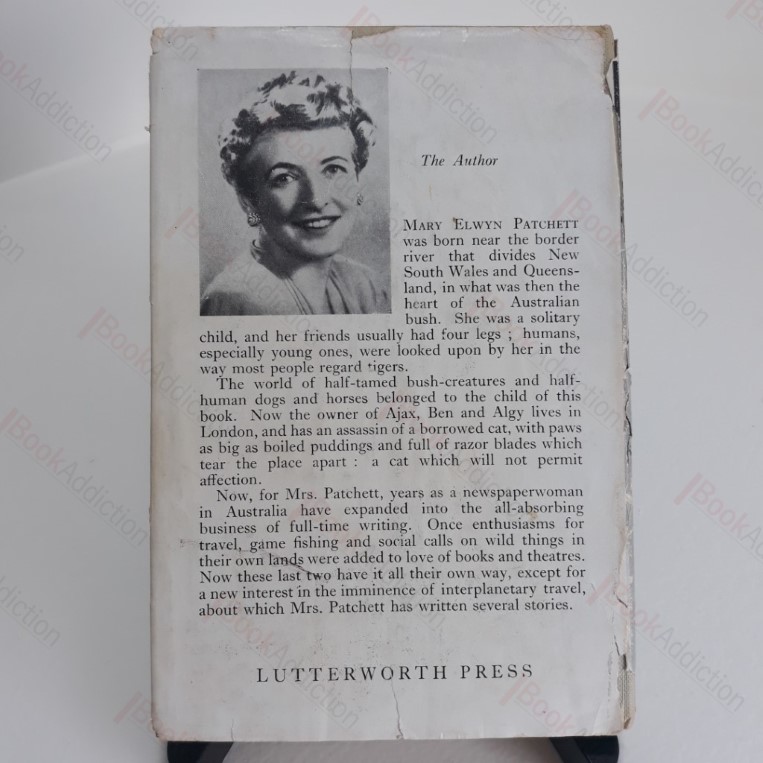 The Author
MARY ELWYN PATCHETT
was born near the border
river that divides New
South Wales and Queens-
land, in what was then the
heart of the Australian
bush. She was a solitary
child, and her friends usually had four legs ; humans,
especially young ones, were looked upon by her in the
way most people regard tigers.
The world of half-tamed bush-creatures and half-
human dogs and horses belonged to the child of this
book. Now the owner of Ajax, Ben and Algy lives in
London, and has an assassin of a borrowed cat, with paws
as big as boiled puddings and full of razor blades which
tear the place apart : a cat which will not permit
affection.
Now, for Mrs. Patchett, years as a newspaperwoman
in Australia have expanded into the all-absorbing
business of full-time writing. Once enthusiasms for
travel, game fishing and social calls on wild things in
their own lands were added to love of books and theatres.
Now these last two have it all their own way, except for
a new interest in the imminence of interplanetary travel,
about which Mrs. Patchett has written several stories.
LUTTERWORTH PRESS
BookAddiction